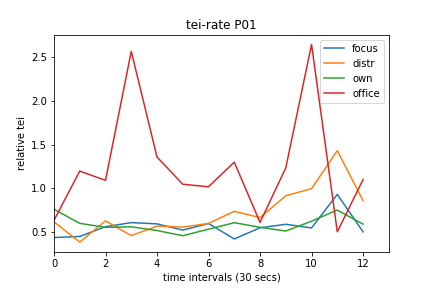 tei-rate P01
focus
distr
own
office
relative tei
2.5
2.0
1.5
1.0
0.5
0 2 4 6 8 10 12
time intervals (30 secs)